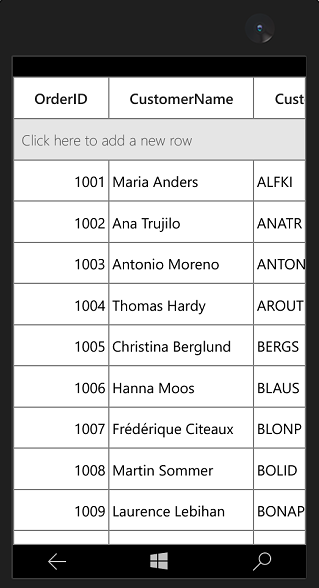 OrderID CustomerName Custo
Click here to add a new row
1001 Maria Anders ALFKI
1002 Ana Trujilo ANATR
1003 Antonio Moreno ANTON
1004 Thomas Hardy AROUT
1005 Christina Berglund BERGS
1006 Hanna Moos BLAUS
1007 Frédérique Citeaux BLONP
1008 Martin Sommer BOLID
1009 Laurence Lebihan BONAP